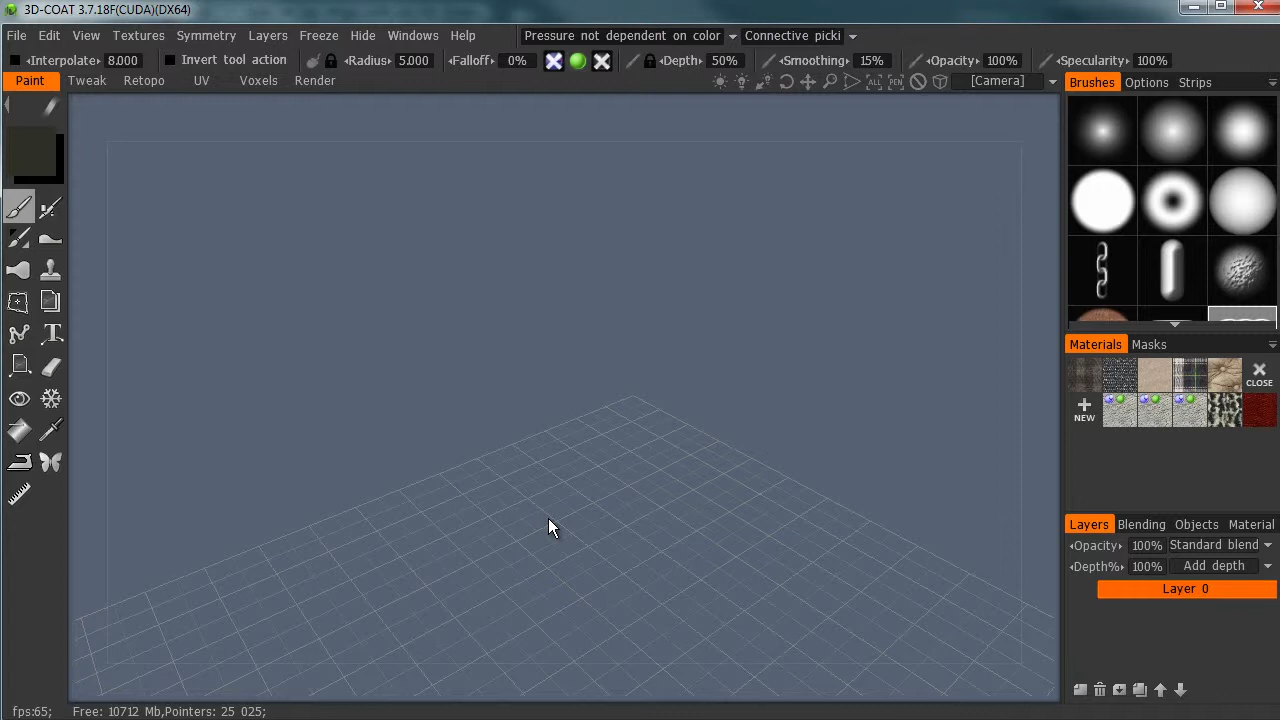 3D-COAT 3.7.18F(CUDA)(DX64)
File Edit View Textures Symmetry Layers Freeze Hide Windows Help Pressure not dependent on color Connective picki
Interpolate: 8.000 Invert tool action Radius: 5.000 Falloff: 0% Depth: 50% Smoothing: 15% Opacity: 100% Specularity: 100%
Paint Tweak Retopo UV Voxels Render ALL PEN [Camera] Brushes Options Strips
Materials Masks
CLOSE
NEW
Layers Blending Objects Material
Opacity 100% Standard blend
Depth% 100% Add depth
Layer 0
fps:65; Free: 10712 Mb,Pointers: 25 025;